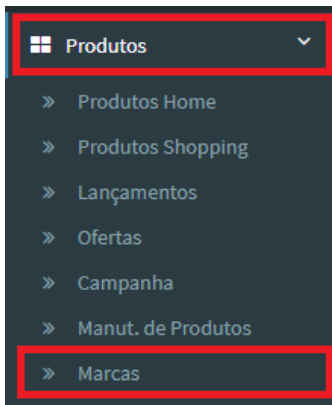 Produtos
Produtos Home
Produtos Shopping
Lançamentos
Ofertas
Campanha
Manut. de Produtos
Marcas